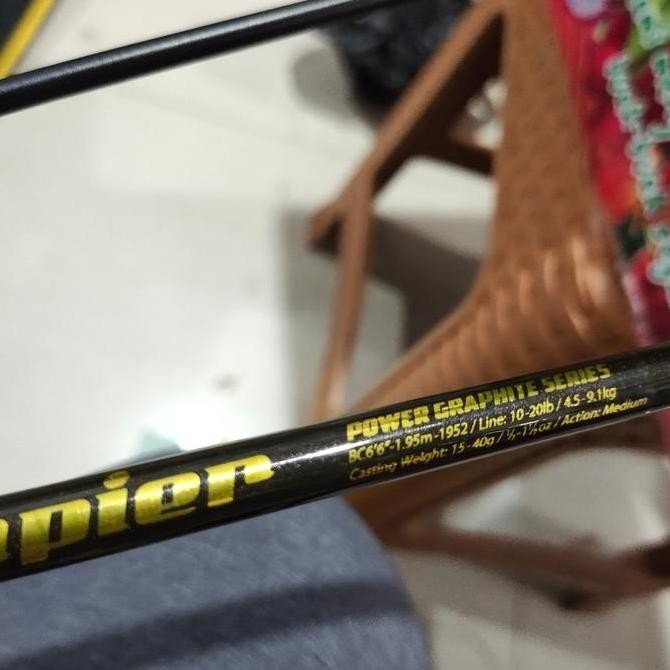 apier
POWER GRAPHITE SERIES
BC6'6"-1.95m-1952 / Line: 10-20lb / 4.5-9.1kg
Casting Weight: 15-40g / ½-1½oz / Action: Medium